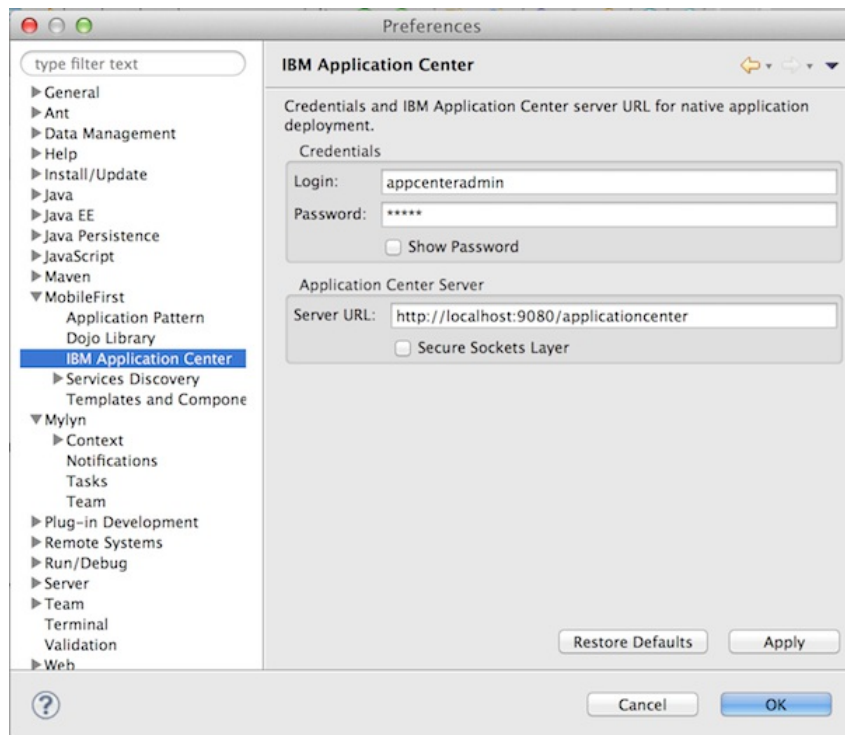 Preferences
type filter text
General
Ant
Data Management
Help
Install/Update
Java
Java EE
Java Persistence
JavaScript
Maven
MobileFirst
Application Pattern
Dojo Library
IBM Application Center
Services Discovery
Templates and Compone
Mylyn
Context
Notifications
Tasks
Team
Plug-in Development
Remote Systems
Run/Debug
Server
Team
Terminal
Validation
Web
IBM Application Center
Credentials and IBM Application Center server URL for native application
deployment.
Credentials
Login: appcenteradmin
Password: *****
Show Password
Application Center Server
Server URL: http://localhost:9080/applicationcenter
Secure Sockets Layer
Restore Defaults Apply
? Cancel OK